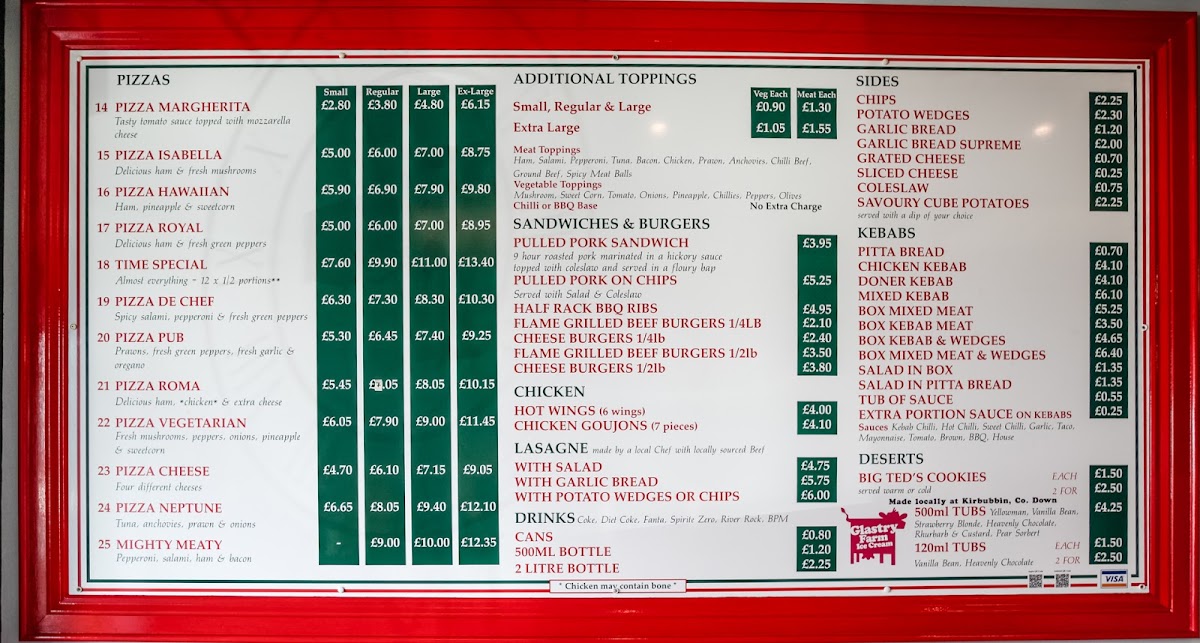 PIZZAS
Small Regular Large Ex-Large
14 PIZZA MARGHERITA £2.80 £3.80 £4.80 £6.15
Tasty tomato sauce topped with mozzarella
cheese
15 PIZZA ISABELLA £5.00 £6.00 £7.00 £8.75
Delicious ham & fresh mushrooms
16 PIZZA HAWAIIAN £5.90 £6.90 £7.90 £9.80
Ham, pineapple & sweetcorn
17 PIZZA ROYAL £5.00 £6.00 £7.00 £8.95
Delicious ham & fresh green peppers
18 TIME SPECIAL £7.60 £9.90 £11.00 £13.40
Almost everything - 12 x 1/2 portions**
19 PIZZA DE CHEF £6.30 £7.30 £8.30 £10.30
Spicy salami, pepperoni & fresh green peppers
20 PIZZA PUB £5.30 £6.45 £7.40 £9.25
Prawns, fresh green peppers, fresh garlic &
oregano
21 PIZZA ROMA £5.45 £8.05 £10.15
Delicious ham, *chicken* & extra cheese
22 PIZZA VEGETARIAN £6.05 £7.90 £9.00 £11.45
Fresh mushrooms, peppers, onions, pineapple
& sweetcorn
23 PIZZA CHEESE £4.70 £6.10 £7.15 £9.05
Four different cheeses
24 PIZZA NEPTUNE £6.65 £8.05 £9.40 £12.10
Tuna, anchovies, prawn & onions
25 MIGHTY MEATY - £9.00 £10.00 £12.35
Pepperoni, salami, ham & bacon
ADDITIONAL TOPPINGS
Veg Each Meat Each
Small, Regular & Large £0.90 £1.30
Extra Large £1.05 £1.55
Meat Toppings
Ham, Salami, Pepperoni, Tuna, Bacon, Chicken, Prawn, Anchovies, Chilli Beef,
Ground Beef, Spicy Meat Balls
Vegetable Toppings
Mushroom, Sweet Corn, Tomato, Onions, Pineapple, Chillies, Peppers, Olives
Chilli or BBQ Base No Extra Charge
SANDWICHES & BURGERS
PULLED PORK SANDWICH £3.95
9 hour roasted pork marinated in a hickory sauce
topped with coleslaw and served in a floury bap
PULLED PORK ON CHIPS £5.25
Served with Salad & Coleslaw
HALF RACK BBQ RIBS £4.95
FLAME GRILLED BEEF BURGERS 1/4LB £2.10
CHEESE BURGERS 1/4lb £2.40
FLAME GRILLED BEEF BURGERS 1/2lb £3.50
CHEESE BURGERS 1/2lb £3.80
CHICKEN
HOT WINGS (6 wings) £4.00
CHICKEN GOUJONS (7 pieces) £4.10
LASAGNE made by a local Chef with locally sourced Beef
WITH SALAD £4.75
WITH GARLIC BREAD £5.75
WITH POTATO WEDGES OR CHIPS £6.00
DRINKS Coke, Diet Coke, Fanta, Spirite Zero, River Rock, BPM
CANS £0.80
500ML BOTTLE £1.20
2 LITRE BOTTLE £2.25
* Chicken may contain bone *
SIDES
CHIPS £2.25
POTATO WEDGES £2.30
GARLIC BREAD £1.20
GARLIC BREAD SUPREME £2.00
GRATED CHEESE £0.70
SLICED CHEESE £0.25
COLESLAW £0.75
SAVOURY CUBE POTATOES £2.25
served with a dip of your choice
KEBABS
PITTA BREAD £0.70
CHICKEN KEBAB £4.10
DONER KEBAB £4.10
MIXED KEBAB £6.10
BOX MIXED MEAT £5.25
BOX KEBAB MEAT £3.50
BOX KEBAB & WEDGES £4.65
BOX MIXED MEAT & WEDGES £6.40
SALAD IN BOX £1.35
SALAD IN PITTA BREAD £1.35
TUB OF SAUCE £0.55
EXTRA PORTION SAUCE ON KEBABS £0.25
Sauces Kebab Chilli, Hot Chilli, Sweet Chilli, Garlic, Taco,
Mayonnaise, Tomato, Brown, BBQ, House
DESERTS
BIG TED'S COOKIES EACH £1.50
served warm or cold 2 FOR £2.50
Made locally at Kirbubbin, Co. Down
500ml TUBS Yellowman, Vanilla Bean, £4.25
Strawberry Blonde, Heavenly Chocolate,
Rhurbarb & Custard, Pear Sorbert
Glastry
Farm
Ice Cream
120ml TUBS EACH £1.50
Vanilla Bean, Heavenly Chocolate 2 FOR £2.50
VISA